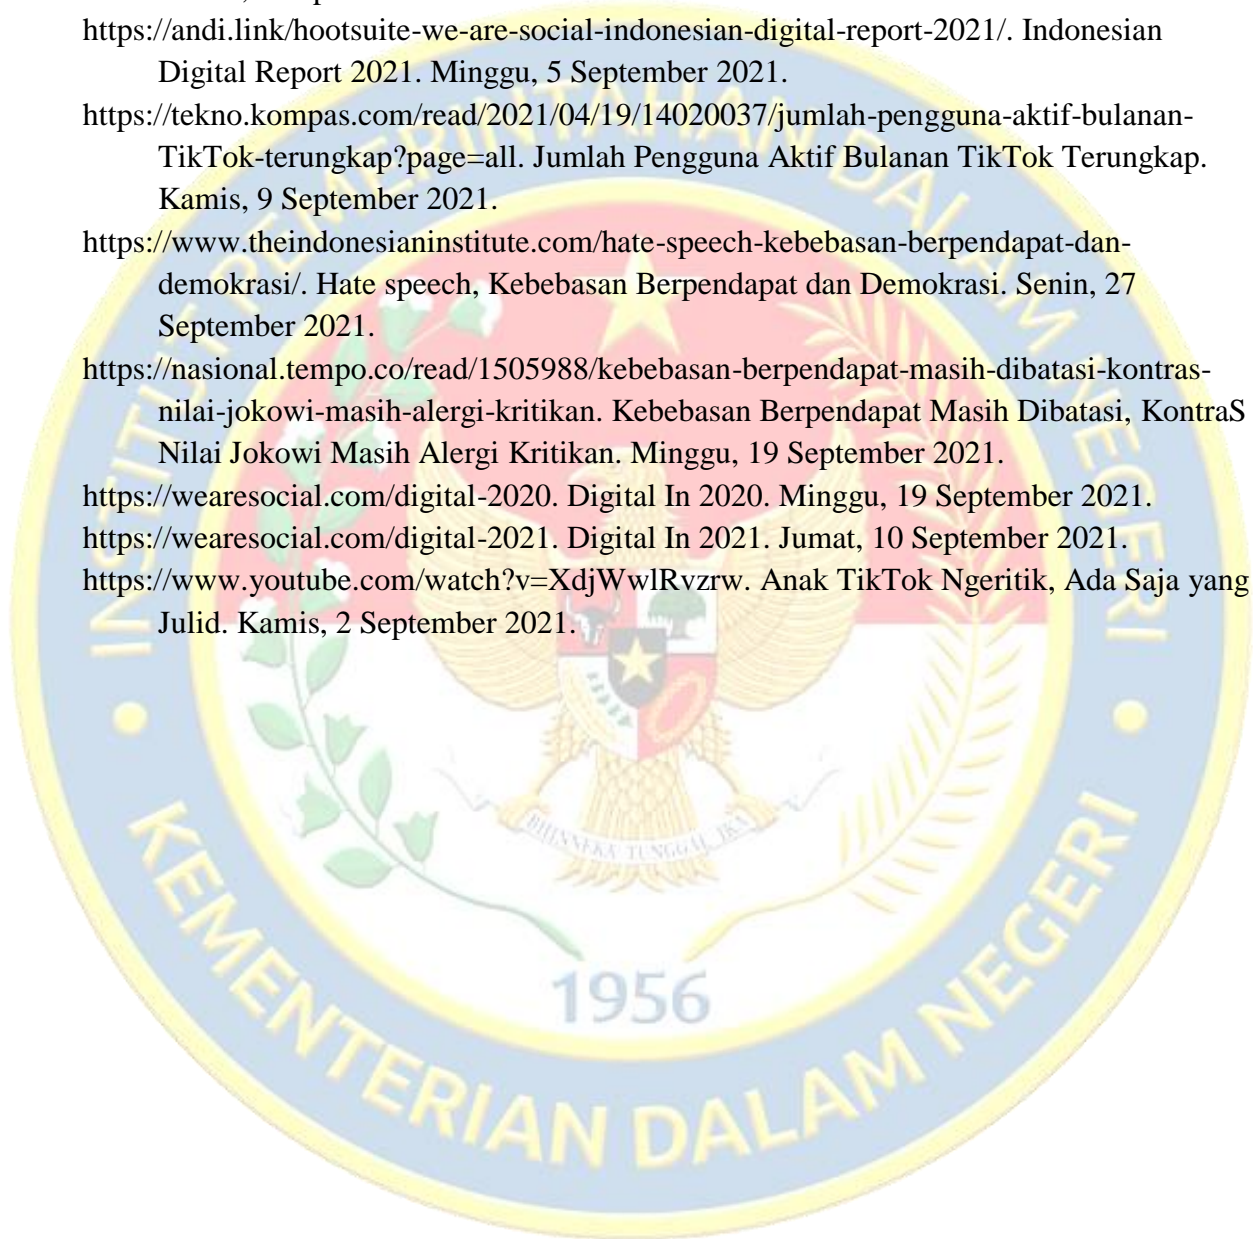 https://andi.link/hootsuite-we-are-social-indonesian-digital-report-2021/. Indonesian
Digital Report 2021. Minggu, 5 September 2021.
https://tekno.kompas.com/read/2021/04/19/14020037/jumlah-pengguna-aktif-bulanan-
TikTok-terungkap?page=all. Jumlah Pengguna Aktif Bulanan TikTok Terungkap.
Kamis, 9 September 2021.
https://www.theindonesianinstitute.com/hate-speech-kebebasan-berpendapat-dan-
demokrasi/. Hate speech, Kebebasan Berpendapat dan Demokrasi. Senin, 27
September 2021.
https://nasional.tempo.co/read/1505988/kebebasan-berpendapat-masih-dibatasi-kontras-
nilai-jokowi-masih-alergi-kritikan. Kebebasan Berpendapat Masih Dibatasi, KontraS
Nilai Jokowi Masih Alergi Kritikan. Minggu, 19 September 2021.
https://wearesocial.com/digital-2020. Digital In 2020. Minggu, 19 September 2021.
https://wearesocial.com/digital-2021. Digital In 2021. Jumat, 10 September 2021.
https://www.youtube.com/watch?v=XdjWwlRvzrw. Anak TikTok Ngeritik, Ada Saja yang
Julid. Kamis, 2 September 2021.
INSTITUT PEMERINTAHAN DALAM NEGERI
BHINNEKA TUNGGAL IKA
1956
KEMENTERIAN DALAM NEGERI